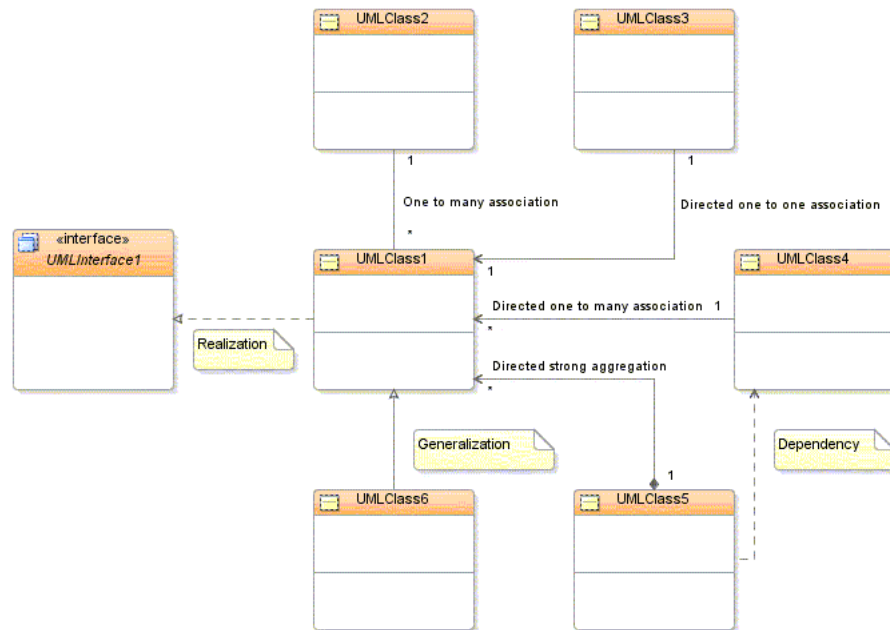 UMLClass2
UMLClass3
1
1
One to many association
Directed one to one association
*
«interface»
UMLInterface1
UMLClass1
1
UMLClass4
Directed one to many association 1
*
Realization
Directed strong aggregation
*
Generalization
Dependency
1
UMLClass6
UMLClass5